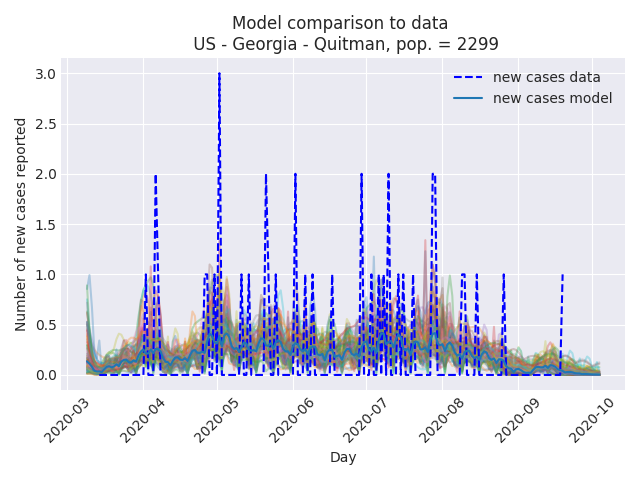 Model comparison to data
US - Georgia - Quitman, pop. = 2299
new cases data
new cases model
Number of new cases reported
3.0
2.5
2.0
1.5
1.0
0.5
0.0
2020-03
2020-04
2020-05
2020-06
2020-07
2020-08
2020-09
2020-10
Day